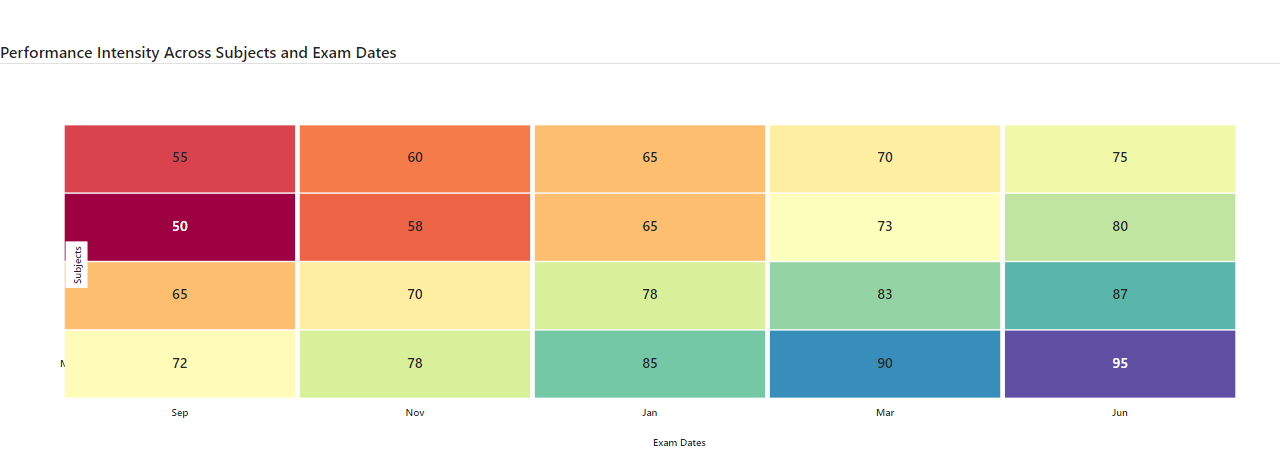 Performance Intensity Across Subjects and Exam Dates
55 60 65 70 75
50 58 65 73 80
Subjects
65 70 78 83 87
72 78 85 90 95
Sep Nov Jan Mar Jun
Exam Dates